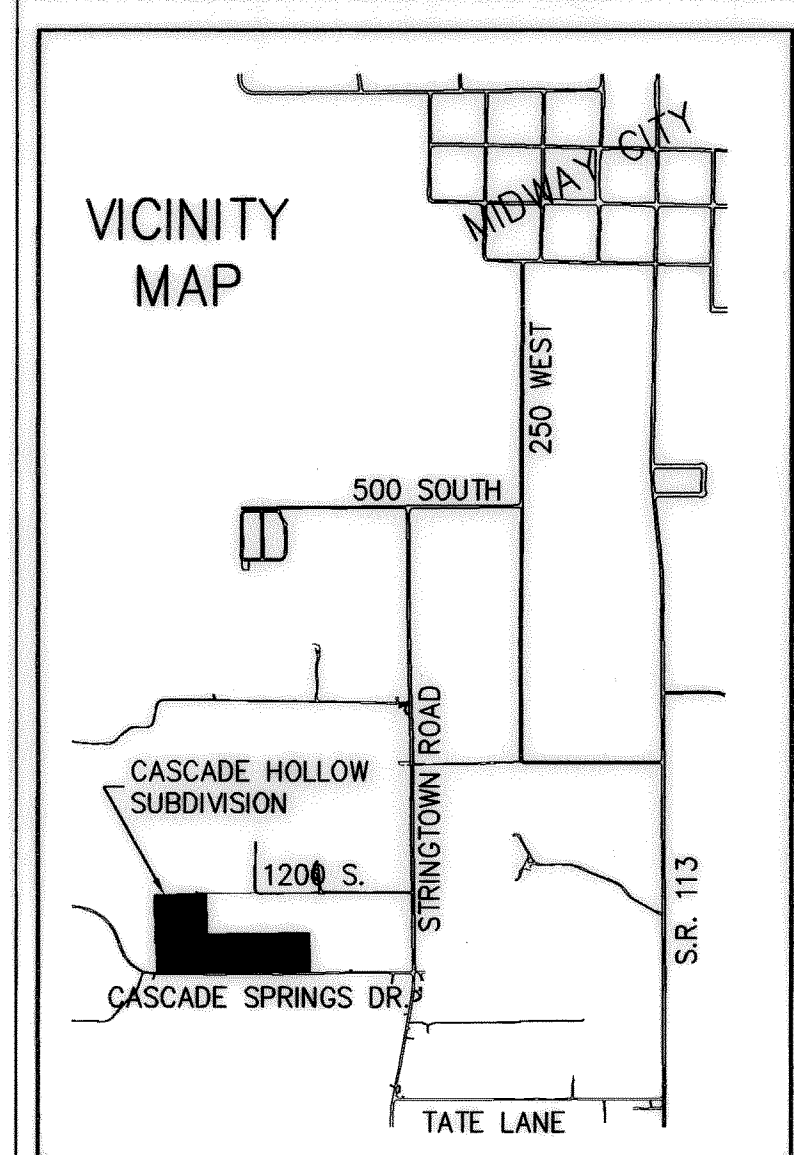 VICINITY
MAP
MIDWAY CITY
250 WEST
500 SOUTH
STRINGTOWN ROAD
CASCADE HOLLOW
SUBDIVISION
1200 S.
S.R. 113
CASCADE SPRINGS DR.
TATE LANE